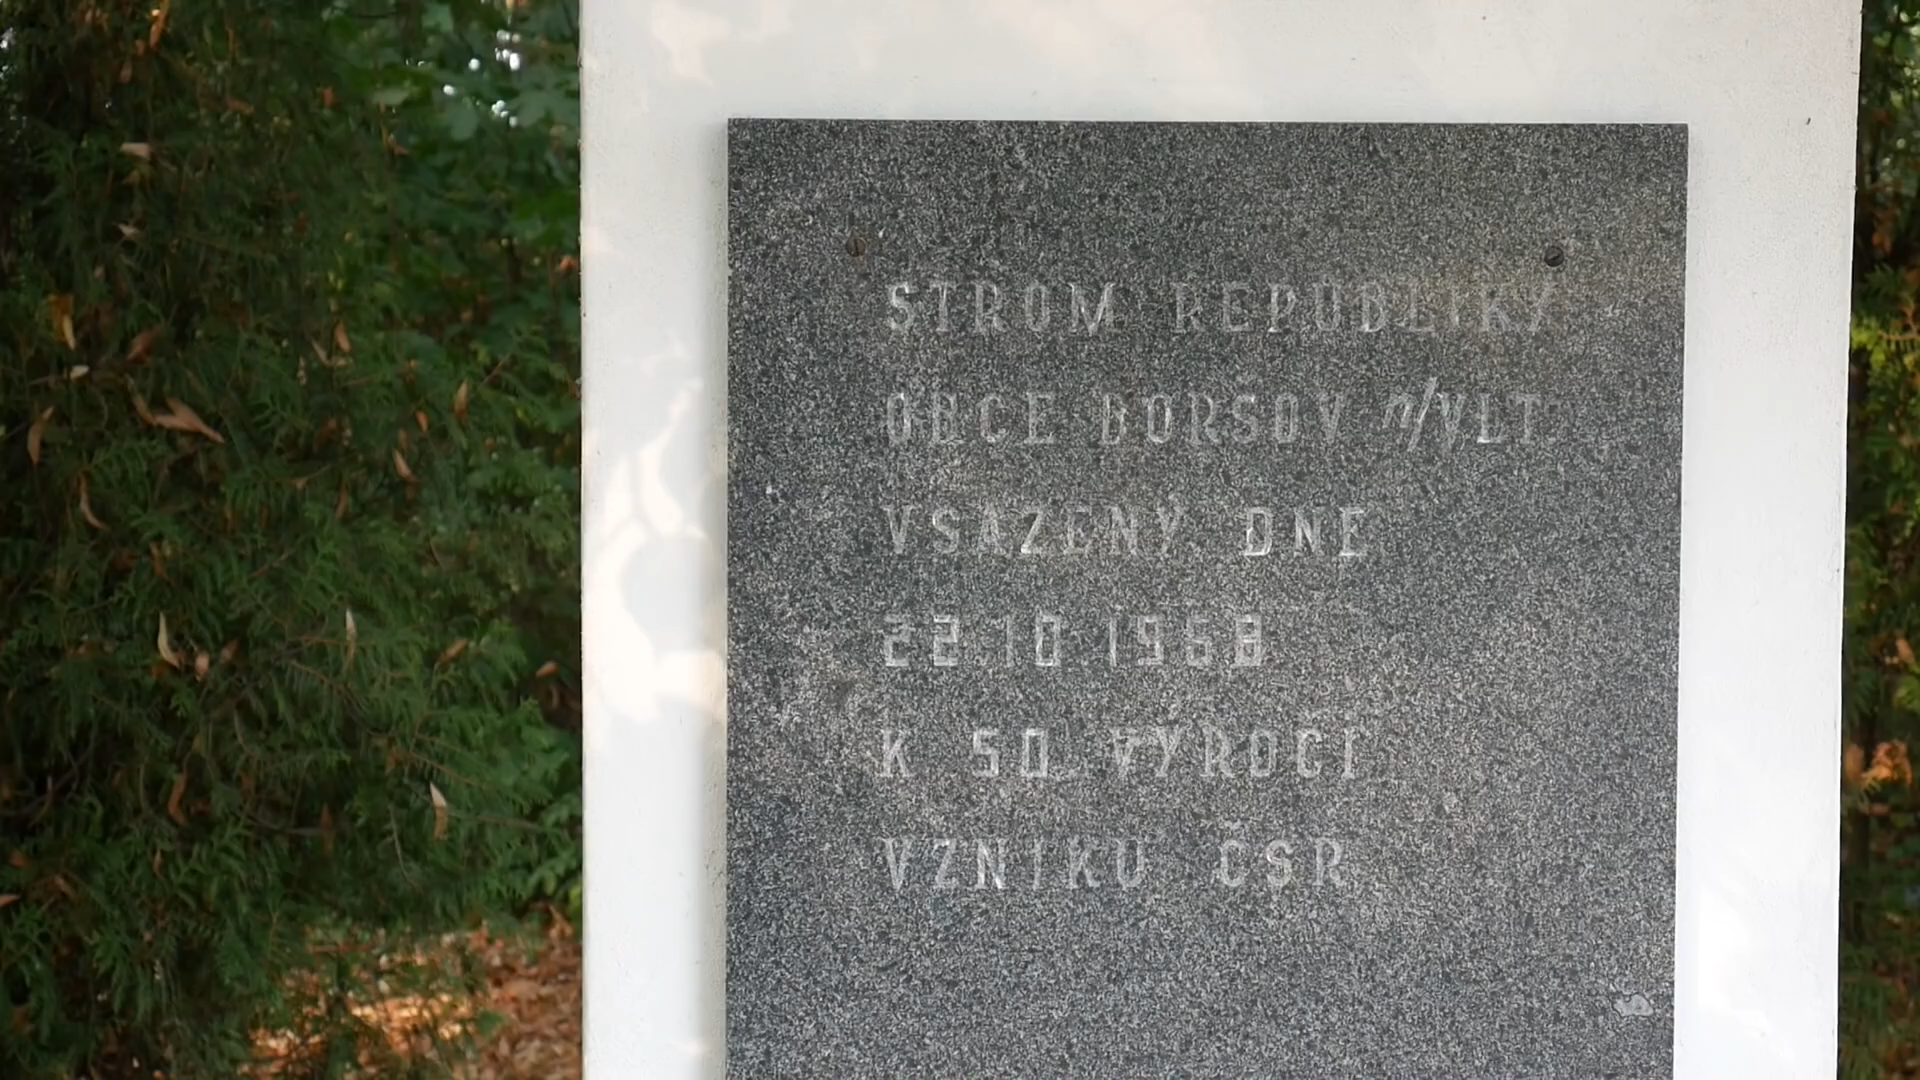 STROM REPUBLIKY
OBCE BORŠOV n/VLT
VSAZENÝ DNE
22.10.1968
K 50. VÝROČÍ
VZNIKU ČSR